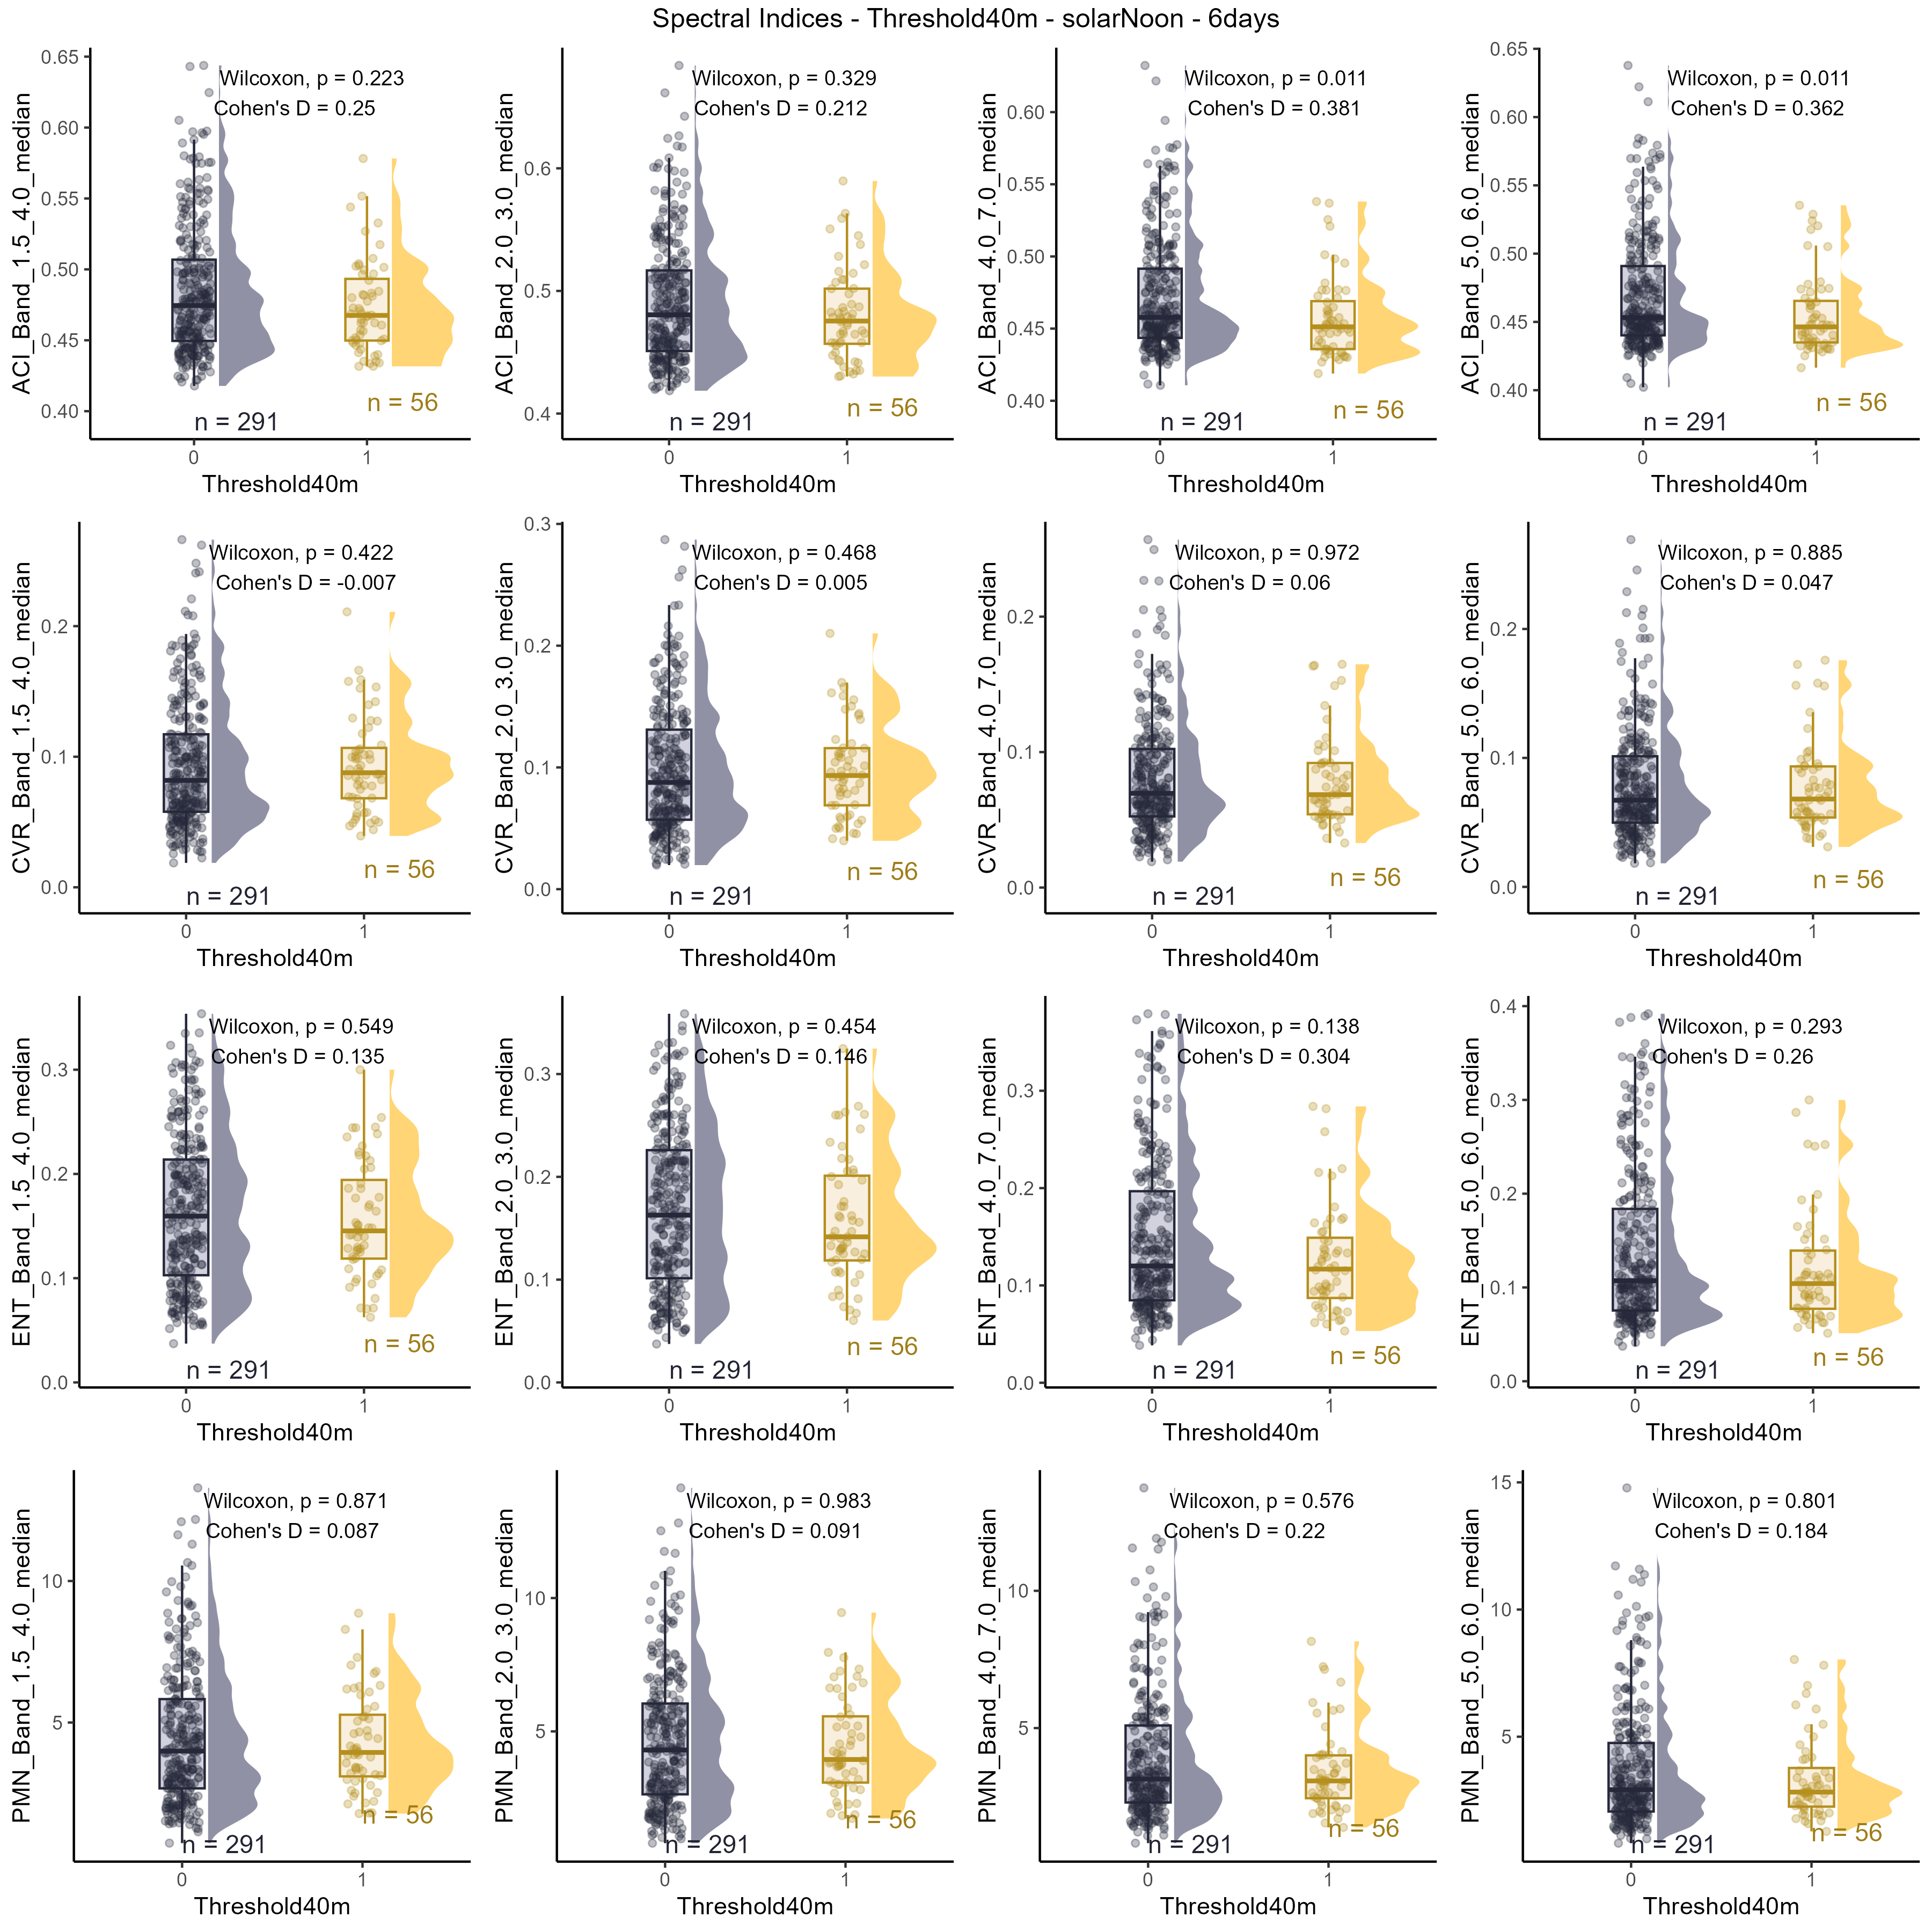 Spectral Indices - Threshold40m - solarNoon - 6days
ACI_Band_1.5_4.0_median
0.65
0.60
0.55
0.50
0.45
0.40
Wilcoxon, p = 0.223
Cohen's D = 0.25
n = 291
n = 56
0
1
Threshold40m
ACI_Band_2.0_3.0_median
0.6
0.5
0.4
Wilcoxon, p = 0.329
Cohen's D = 0.212
n = 291
n = 56
0
1
Threshold40m
ACI_Band_4.0_7.0_median
0.60
0.55
0.50
0.45
0.40
Wilcoxon, p = 0.011
Cohen's D = 0.381
n = 291
n = 56
0
1
Threshold40m
ACI_Band_5.0_6.0_median
0.65
0.60
0.55
0.50
0.45
0.40
Wilcoxon, p = 0.011
Cohen's D = 0.362
n = 291
n = 56
0
1
Threshold40m
CVR_Band_1.5_4.0_median
0.2
0.1
0.0
Wilcoxon, p = 0.422
Cohen's D = -0.007
n = 291
n = 56
0
1
Threshold40m
CVR_Band_2.0_3.0_median
0.3
0.2
0.1
0.0
Wilcoxon, p = 0.468
Cohen's D = 0.005
n = 291
n = 56
0
1
Threshold40m
CVR_Band_4.0_7.0_median
0.2
0.1
0.0
Wilcoxon, p = 0.972
Cohen's D = 0.06
n = 291
n = 56
0
1
Threshold40m
CVR_Band_5.0_6.0_median
0.2
0.1
0.0
Wilcoxon, p = 0.885
Cohen's D = 0.047
n = 291
n = 56
0
1
Threshold40m
ENT_Band_1.5_4.0_median
0.3
0.2
0.1
0.0
Wilcoxon, p = 0.549
Cohen's D = 0.135
n = 291
n = 56
0
1
Threshold40m
ENT_Band_2.0_3.0_median
0.3
0.2
0.1
0.0
Wilcoxon, p = 0.454
Cohen's D = 0.146
n = 291
n = 56
0
1
Threshold40m
ENT_Band_4.0_7.0_median
0.3
0.2
0.1
0.0
Wilcoxon, p = 0.138
Cohen's D = 0.304
n = 291
n = 56
0
1
Threshold40m
ENT_Band_5.0_6.0_median
0.4
0.3
0.2
0.1
0.0
Wilcoxon, p = 0.293
Cohen's D = 0.26
n = 291
n = 56
0
1
Threshold40m
PMN_Band_1.5_4.0_median
10
5
Wilcoxon, p = 0.871
Cohen's D = 0.087
n = 291
n = 56
0
1
Threshold40m
PMN_Band_2.0_3.0_median
10
5
Wilcoxon, p = 0.983
Cohen's D = 0.091
n = 291
n = 56
0
1
Threshold40m
PMN_Band_4.0_7.0_median
10
5
Wilcoxon, p = 0.576
Cohen's D = 0.22
n = 291
n = 56
0
1
Threshold40m
PMN_Band_5.0_6.0_median
15
10
5
Wilcoxon, p = 0.801
Cohen's D = 0.184
n = 291
n = 56
0
1
Threshold40m